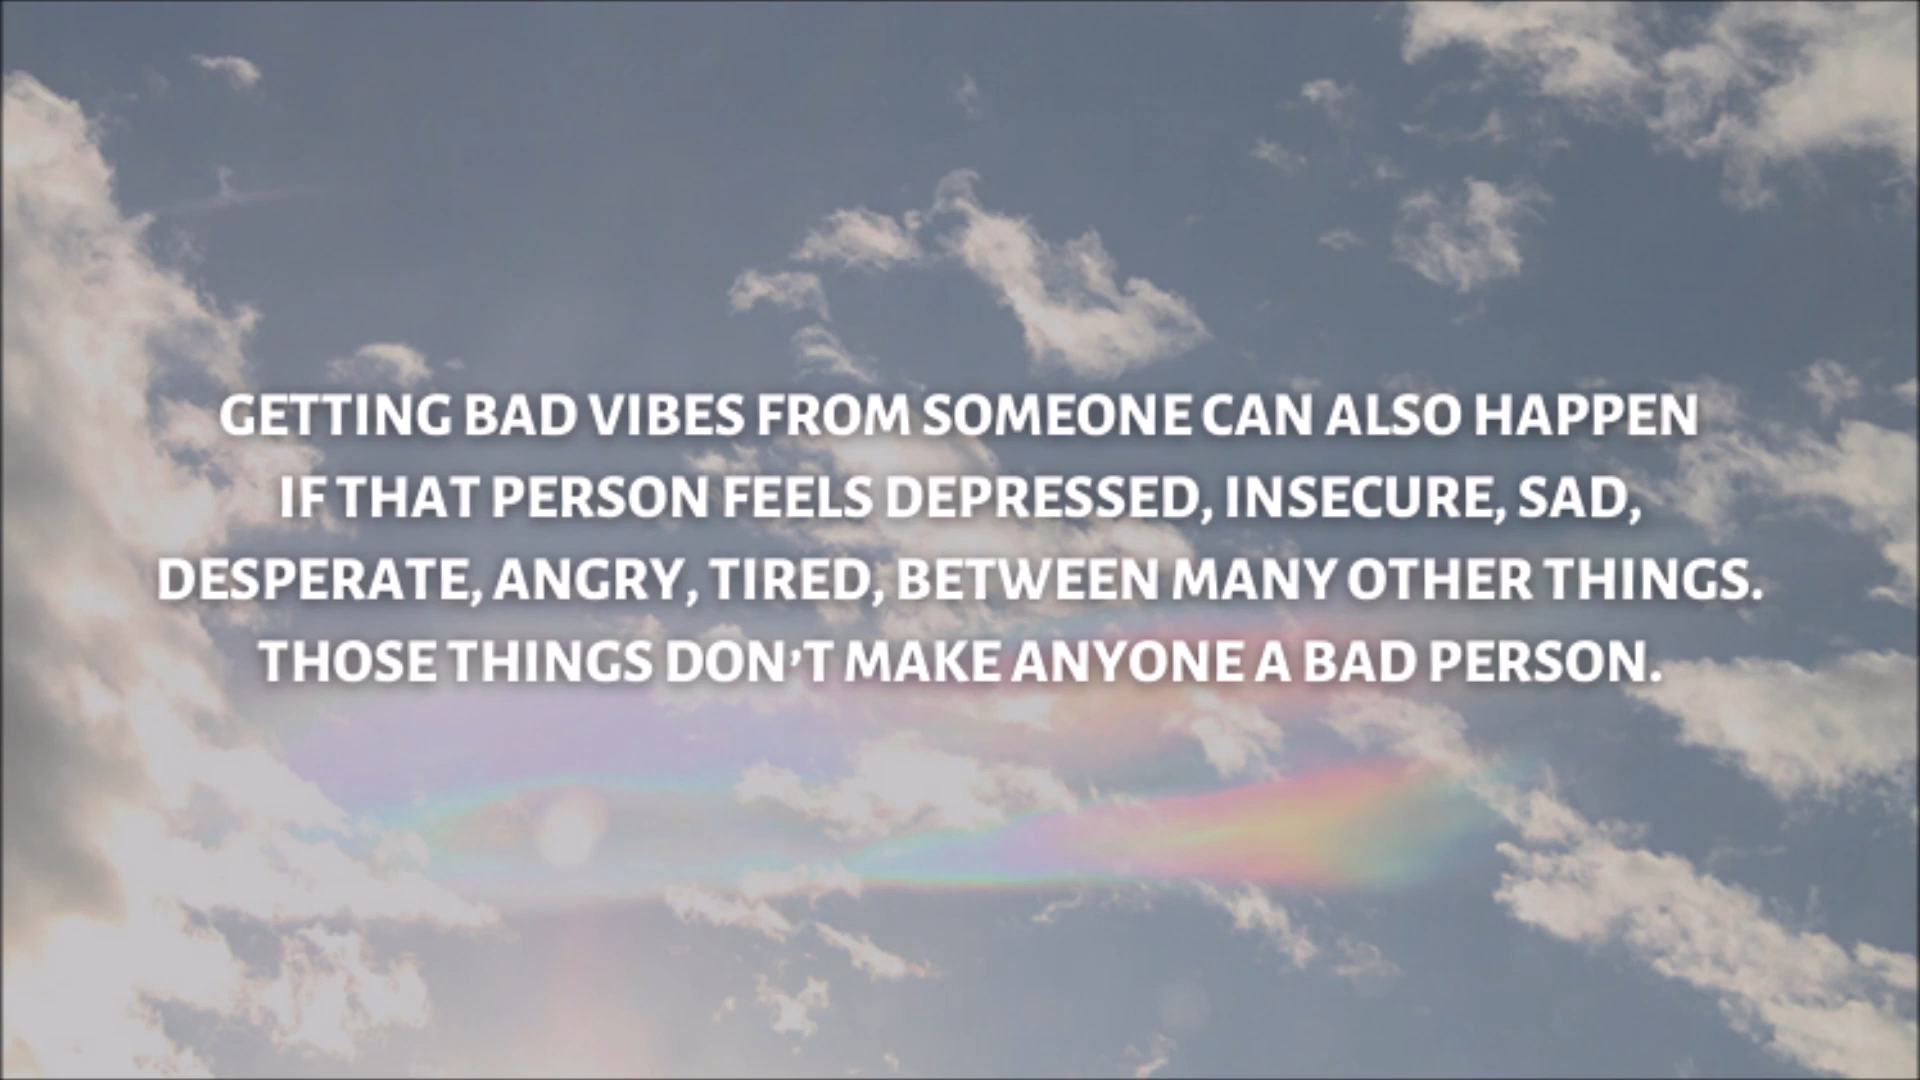 GETTING BAD VIBES FROM SOMEONE CAN ALSO HAPPEN
IF THAT PERSON FEELS DEPRESSED, INSECURE, SAD,
DESPERATE, ANGRY, TIRED, BETWEEN MANY OTHER THINGS.
THOSE THINGS DON'T MAKE ANYONE A BAD PERSON.